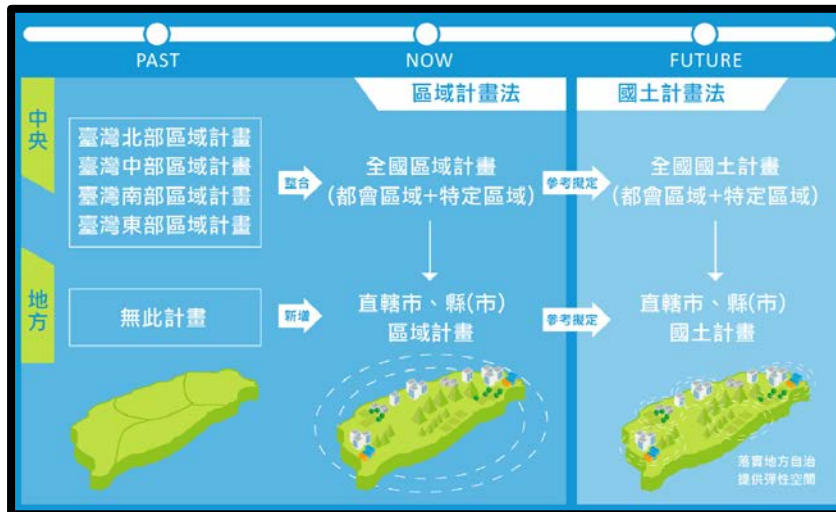 PAST
NOW
FUTURE
區域計畫法
國土計畫法
中央
臺灣北部區域計畫
臺灣中部區域計畫
臺灣南部區域計畫
臺灣東部區域計畫
整合
全國區域計畫
(都會區域+特定區域)
參考擬定
全國國土計畫
(都會區域+特定區域)
地方
無此計畫
新增
直轄市、縣(市)
區域計畫
參考擬定
直轄市、縣(市)
國土計畫
落實地方自治
提供彈性空間